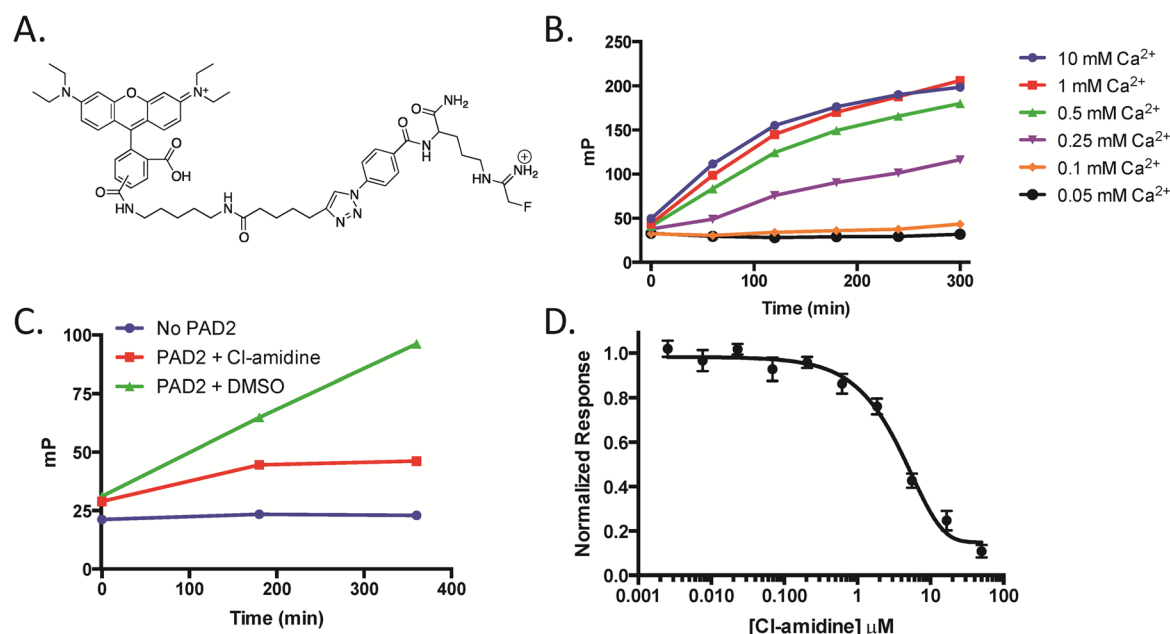 A.
N
O
N+
O
OH
O
HN
H
N
O
N
N
N
O
N
H
O
NH2
HN
+
NH2
F
B.
mP
250
200
150
100
50
0
0
100
200
300
Time (min)
10 mM Ca2+
1 mM Ca2+
0.5 mM Ca2+
0.25 mM Ca2+
0.1 mM Ca2+
0.05 mM Ca2+
C.
No PAD2
PAD2 + Cl-amidine
PAD2 + DMSO
mP
100
75
50
25
0
0 100 200 300 400
Time (min)
D.
Normalized Response
1.0
0.8
0.6
0.4
0.2
0.0
0.001 0.010 0.100 1 10 100
[Cl-amidine] μM